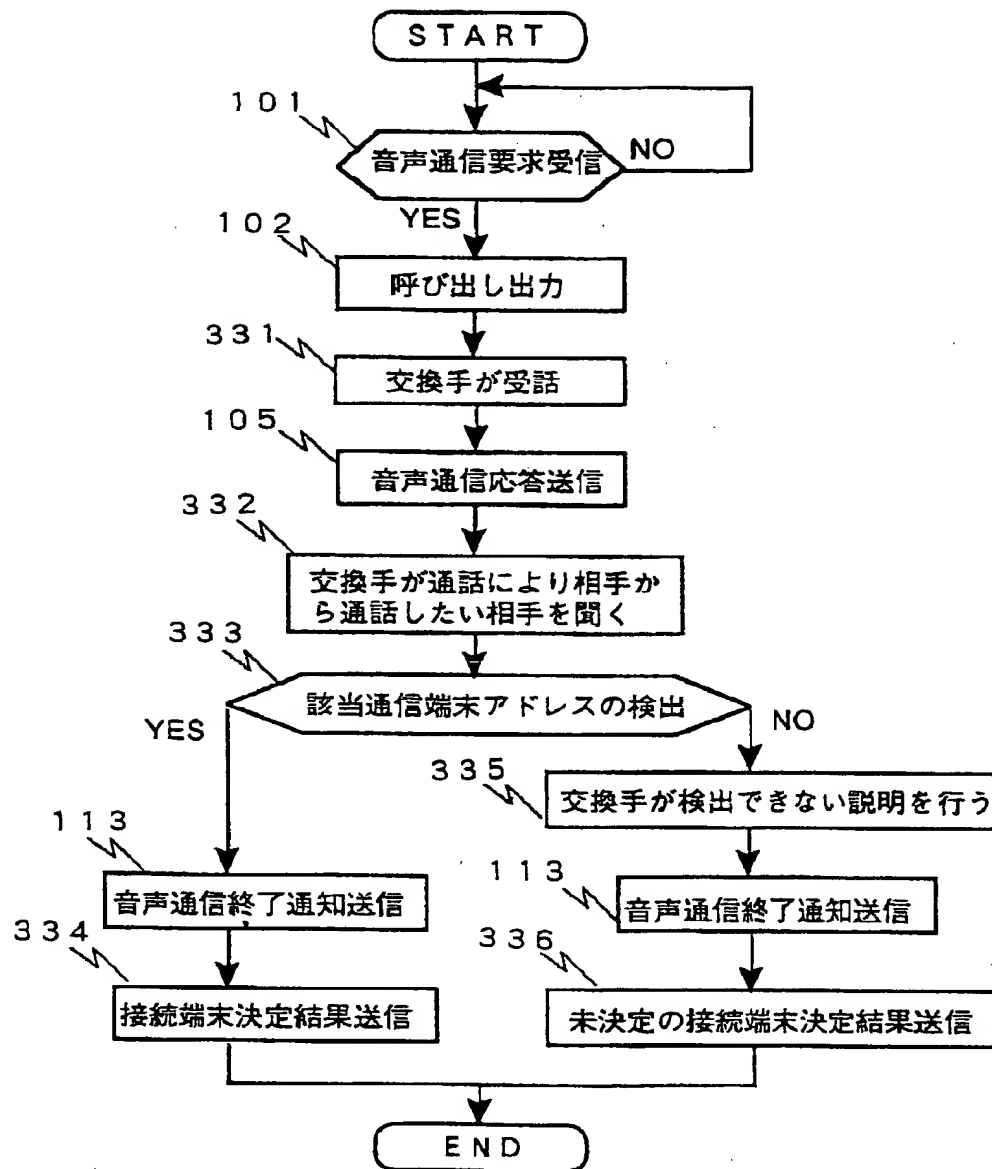 START
101
音声通信要求受信
NO
YES
102
呼び出し出力
331
交換手が受話
105
音声通信応答送信
332
交換手が通話により相手か
ら通話したい相手を聞く
333
該当通信端末アドレスの検出
YES
NO
335
交換手が検出できない説明を行う
113
音声通信終了通知送信
113
音声通信終了通知送信
334
接続端末決定結果送信
336
未決定の接続端末決定結果送信
END